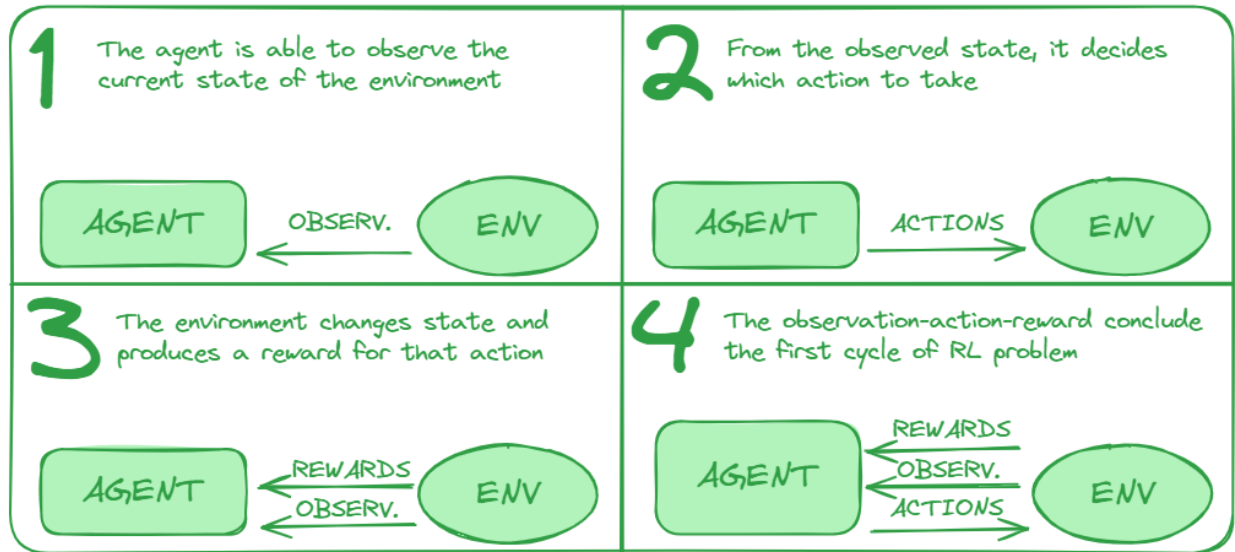 1
The agent is able to observe the
current state of the environment
AGENT
OBSERV.
ENV
2
From the observed state, it decides
which action to take
AGENT
ACTIONS
ENV
3
The environment changes state and
produces a reward for that action
AGENT
REWARDS
OBSERV.
ENV
4
The observation-action-reward conclude
the first cycle of RL problem
AGENT
REWARDS
OBSERV.
ACTIONS
ENV